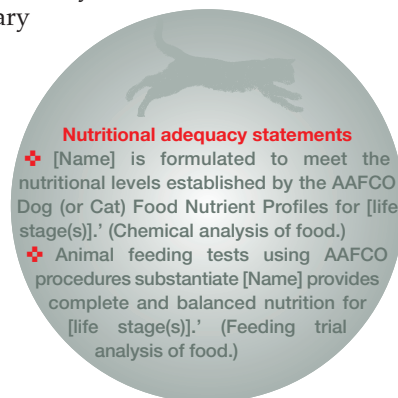 ary
Nutritional adequacy statements
✤ [Name] is formulated to meet the
nutritional levels established by the AAFCO
Dog (or Cat) Food Nutrient Profiles for [life
stage(s)].’ (Chemical analysis of food.)
✤ Animal feeding tests using AAFCO
procedures substantiate [Name] provides
complete and balanced nutrition for
[life stage(s)].’ (Feeding trial
analysis of food.)